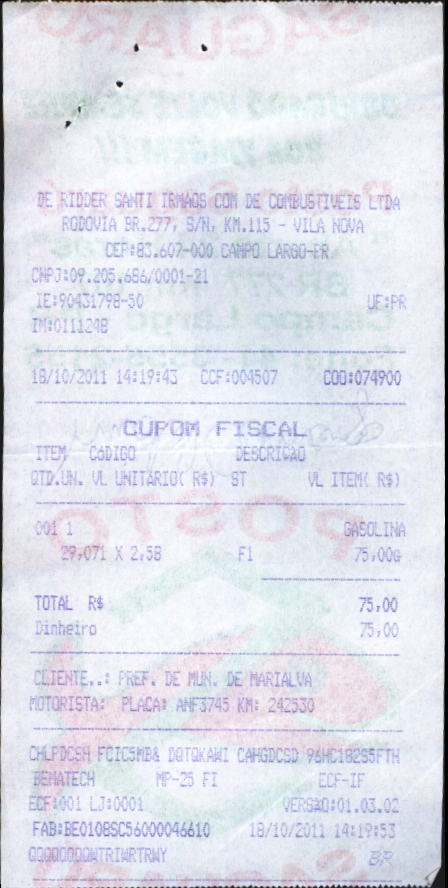 DE RIDDER SANTI IRMAOS COM DE COMBUSTIVEIS LTDA
RODOVIA BR.277, S/N, KM.115 - VILA NOVA
CEP:83.607-000 CAMPO LARGO-PR
CNPJ:09.205.686/0001-21
IE:90431798-50 UF:PR
IM:0111248
18/10/2011 14:19:43 CCF:004507 COO:074900
CUPOM FISCAL
ITEM CóDIGO DESCRIÇÃO
QTD.UN. VL UNITÁRIO( R$) ST VL ITEM( R$)
001 1 GASOLINA
29,071 X 2,58 F1 75,00G
TOTAL R$ 75,00
Dinheiro 75,00
CLIENTE..: PREF. DE MUN. DE MARIALVA
MOTORISTA: PLACA: ANF3745 KM: 242530
BEMATECH MP-25 FI ECF-IF
ECF:001 LJ:0001 VERSÃO:01.03.02
FAB:BE0108SC56000046610 18/10/2011 14:19:53
BR